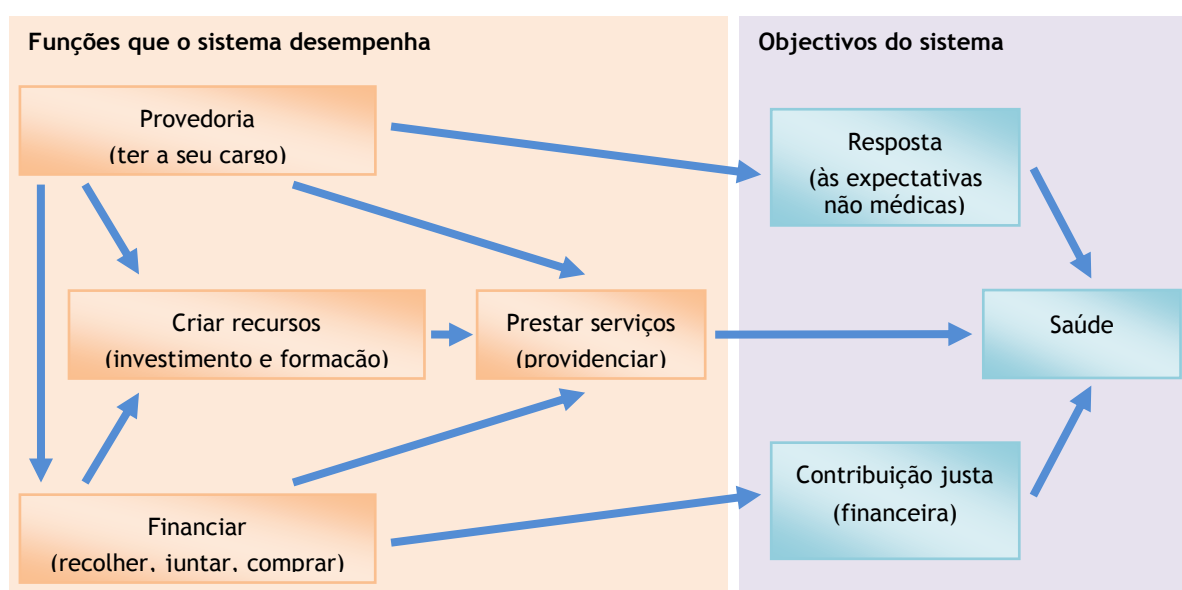 Funções que o sistema desempenha
Objectivos do sistema
Provedoria
(ter a seu cargo)
Resposta
(às expectativas
não médicas)
Criar recursos
(investimento e formação)
Prestar serviços
(providenciar)
Saúde
Contribuição justa
(financeira)
Financiar
(recolher, juntar, comprar)